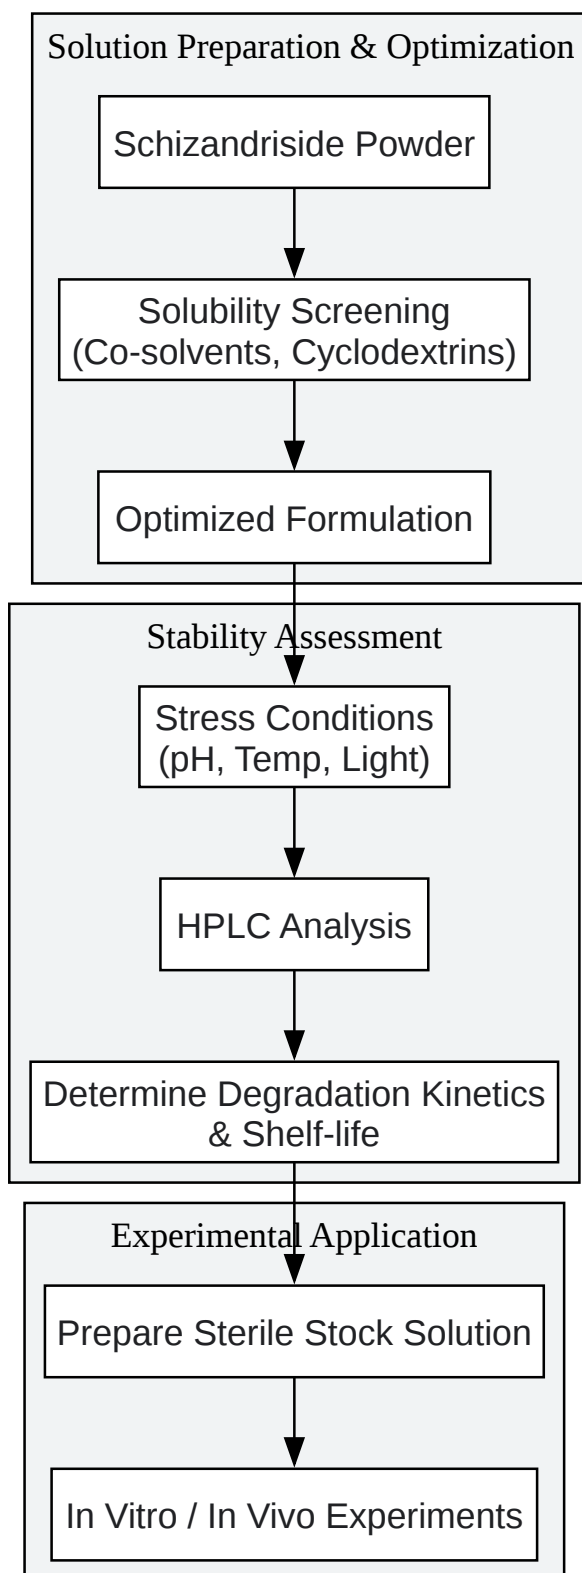 Solution Preparation & Optimization
Schizandriside Powder
Solubility Screening
(Co-solvents, Cyclodextrins)
Optimized Formulation
Stability Assessment
Stress Conditions
(pH, Temp, Light)
HPLC Analysis
Determine Degradation Kinetics
& Shelf-life
Experimental Application
Prepare Sterile Stock Solution
In Vitro / In Vivo Experiments